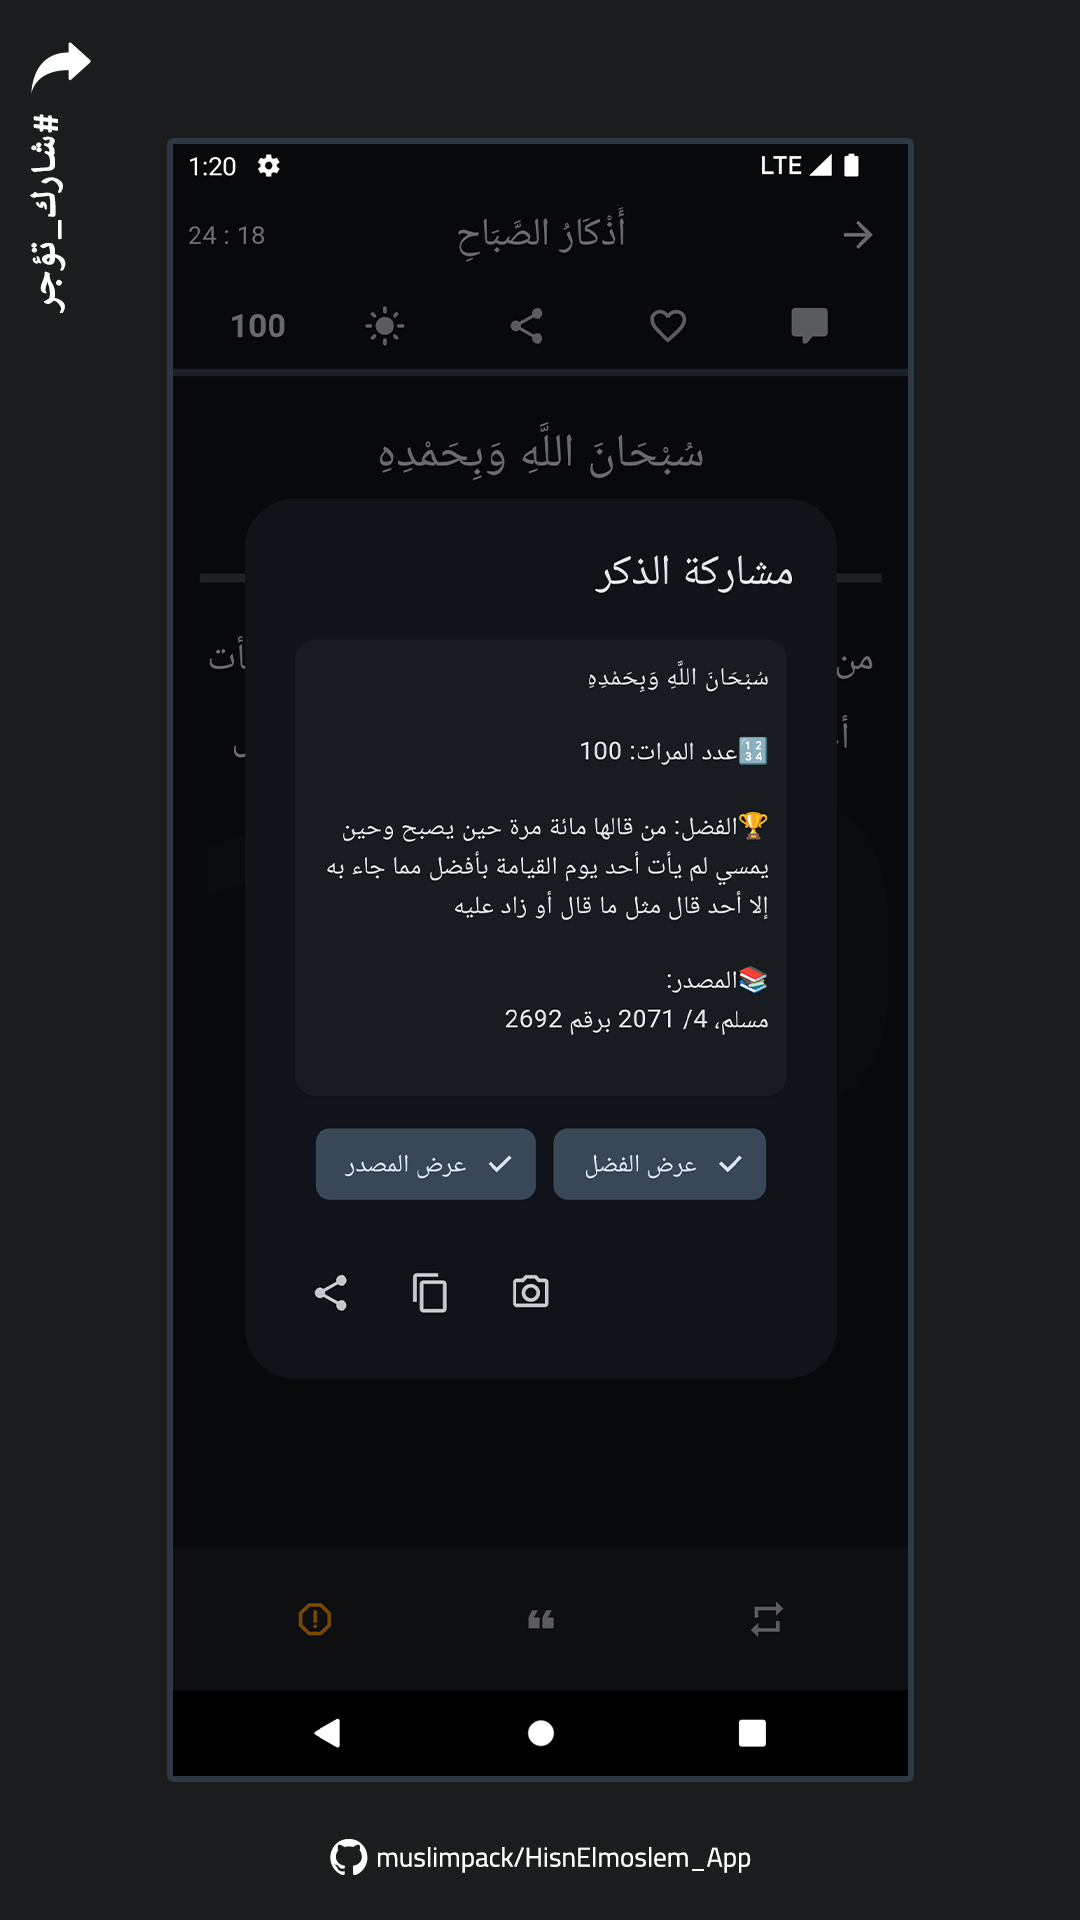 #شارك_تؤجر
1:20 LTE
24 : 18 أَذْكَارُ الصَّبَاحِ
100
سُبْحَانَ اللَّهِ وَبِحَمْدِهِ
مشاركة الذكر
من
سُبْحَانَ اللَّهِ وَبِحَمْدِهِ
🔢عدد المرات: 100
🏆الفضل: من قالها مائة مرة حين يصبح وحين
يمسي لم يأت أحد يوم القيامة بأفضل مما جاء به
إلا أحد قال مثل ما قال أو زاد عليه
📚المصدر:
مسلم، 4/ 2071 برقم 2692
عرض الفضل
عرض المصدر
muslimpack/HisnElmoslem_App